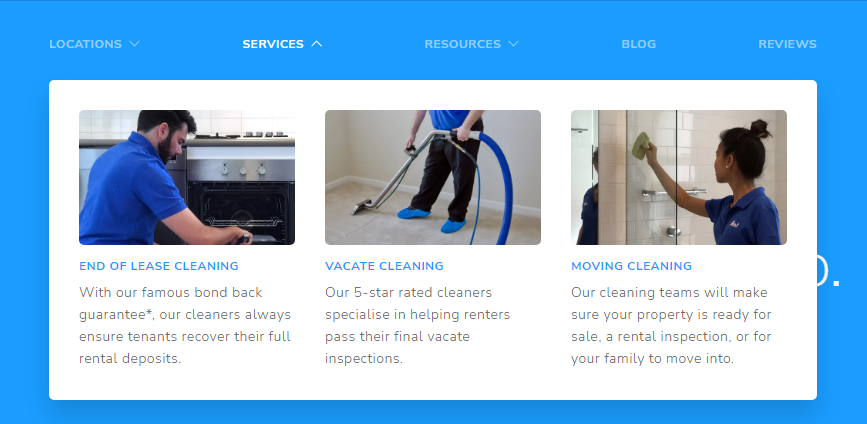 LOCATIONS
SERVICES
RESOURCES
BLOG
REVIEWS
END OF LEASE CLEANING
With our famous bond back
guarantee*, our cleaners always
ensure tenants recover their full
rental deposits.
VACATE CLEANING
Our 5-star rated cleaners
specialise in helping renters
pass their final vacate
inspections.
MOVING CLEANING
Our cleaning teams will make
sure your property is ready for
sale, a rental inspection, or for
your family to move into.